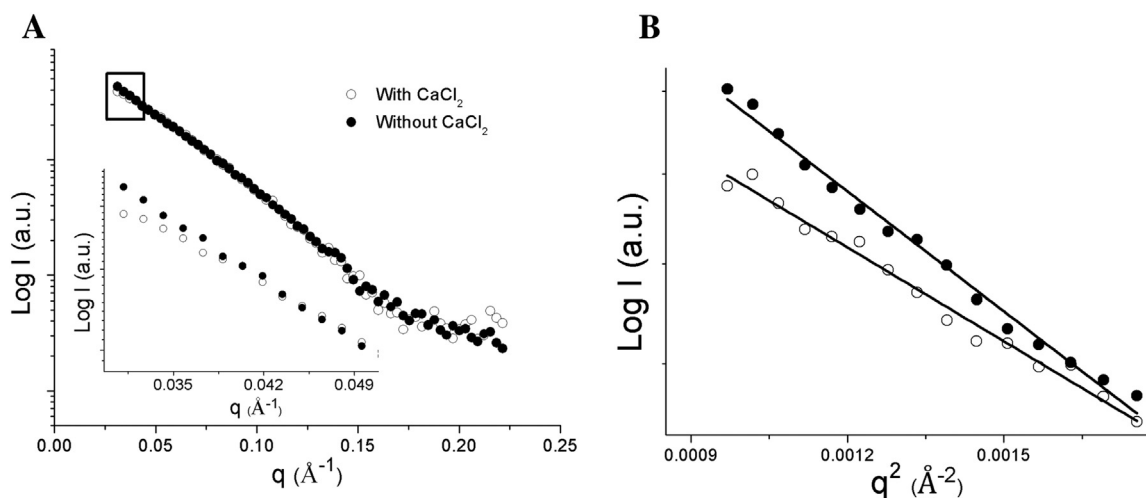 A
Log I (a.u.)
With CaCl₂
Without CaCl₂
Log I (a.u.)
0.035 0.042 0.049
q (Å⁻¹)
0.00 0.05 0.10 0.15 0.20 0.25
q (Å⁻¹)
B
Log I (a.u.)
0.0009 0.0012 0.0015
q² (Å⁻²)